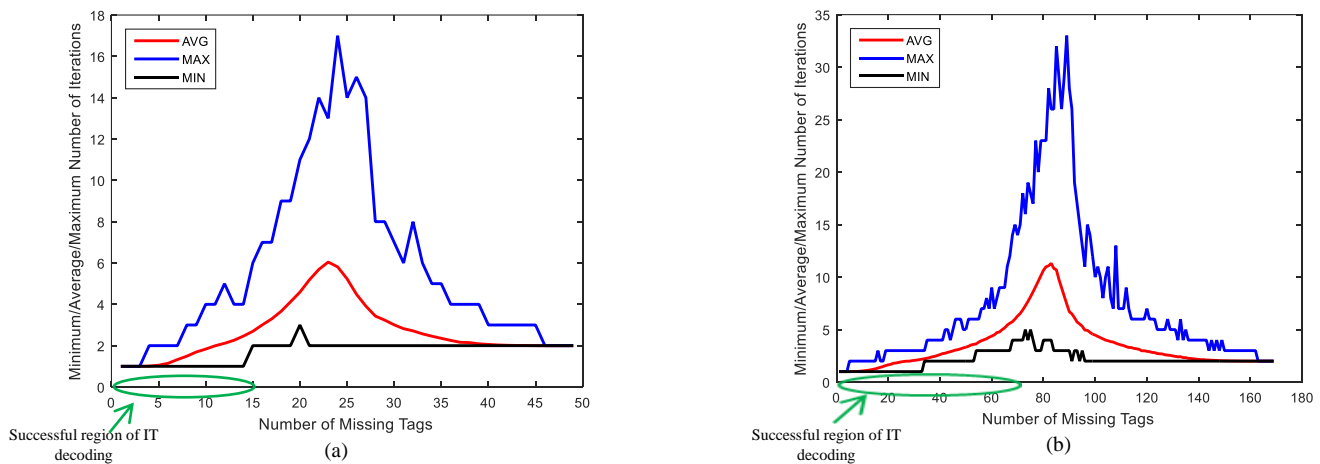 Minimum/Average/Maximum Number of Iterations
18
16
14
12
10
8
6
4
2
0
AVG
MAX
MIN
0 5 10 15 20 25 30 35 40 45 50
Number of Missing Tags
Successful region of IT
decoding
(a)
Minimum/Average/Maximum Number of Iterations
35
30
25
20
15
10
5
0
AVG
MAX
MIN
0 20 40 60 80 100 120 140 160 180
Number of Missing Tags
Successful region of IT
decoding
(b)